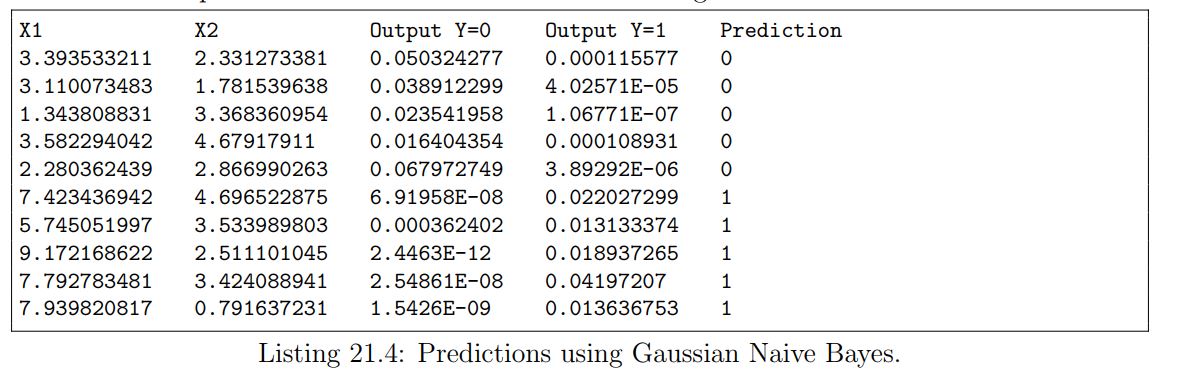 X1 X2 Output Y=0 Output Y=1 Prediction
3.393533211 2.331273381 0.050324277 0.000115577 0
3.110073483 1.781539638 0.038912299 4.02571E-05 0
1.343808831 3.368360954 0.023541958 1.06771E-07 0
3.582294042 4.67917911 0.016404354 0.000108931 0
2.280362439 2.866990263 0.067972749 3.89292E-06 0
7.423436942 4.696522875 6.91958E-08 0.022027299 1
5.745051997 3.533989803 0.000362402 0.013133374 1
9.172168622 2.511101045 2.4463E-12 0.018937265 1
7.792783481 3.424088941 2.54861E-08 0.04197207 1
7.939820817 0.791637231 1.5426E-09 0.013636753 1
Listing 21.4: Predictions using Gaussian Naive Bayes.